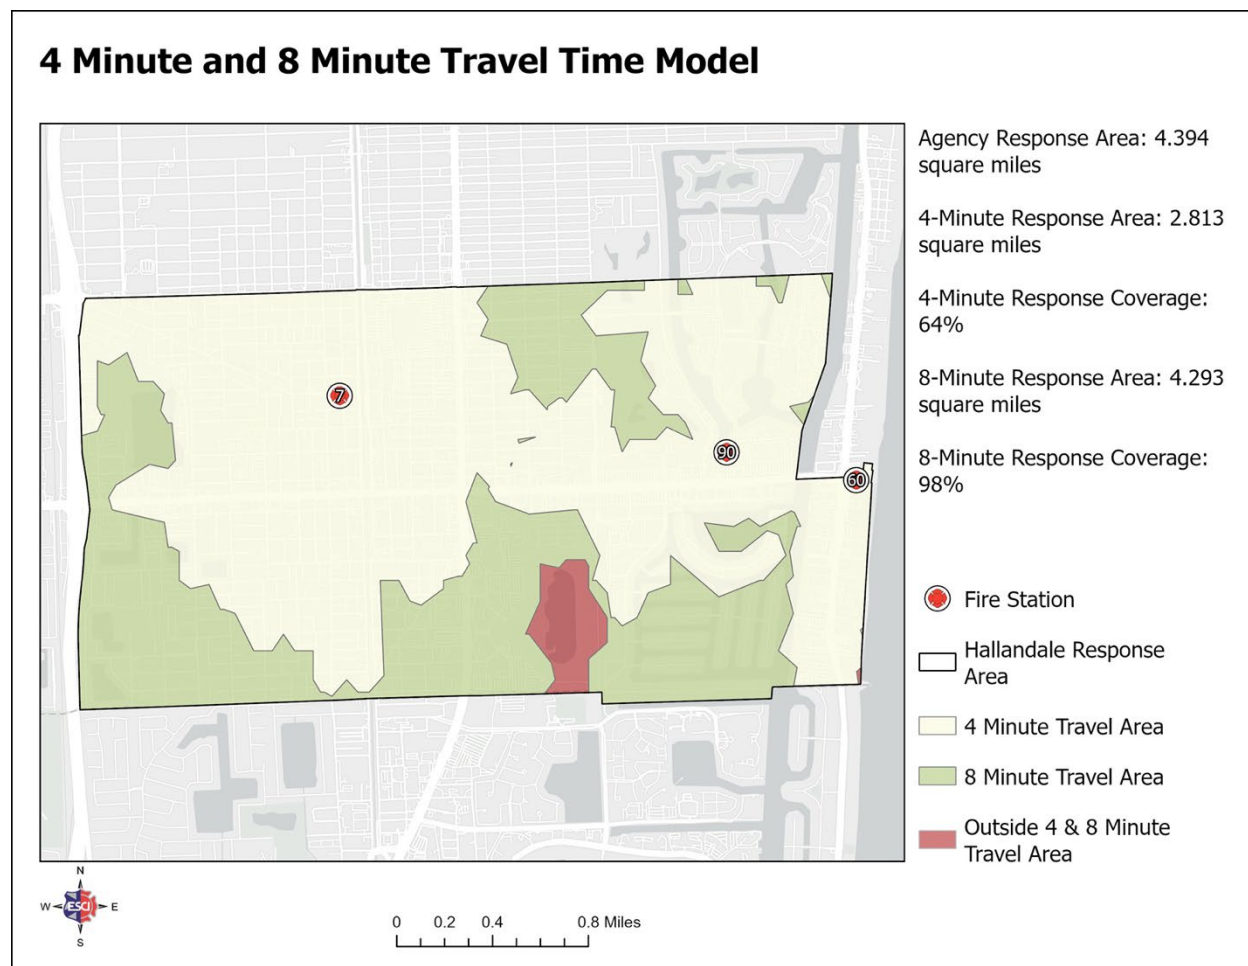 4 Minute and 8 Minute Travel Time Model
Agency Response Area: 4.394
square miles
4-Minute Response Area: 2.813
square miles
4-Minute Response Coverage:
64%
8-Minute Response Area: 4.293
square miles
8-Minute Response Coverage:
98%
7
90
60
Fire Station
Hallandale Response
Area
4 Minute Travel Area
8 Minute Travel Area
Outside 4 & 8 Minute
Travel Area
N
W ESCI E
S
0 0.2 0.4 0.8 Miles